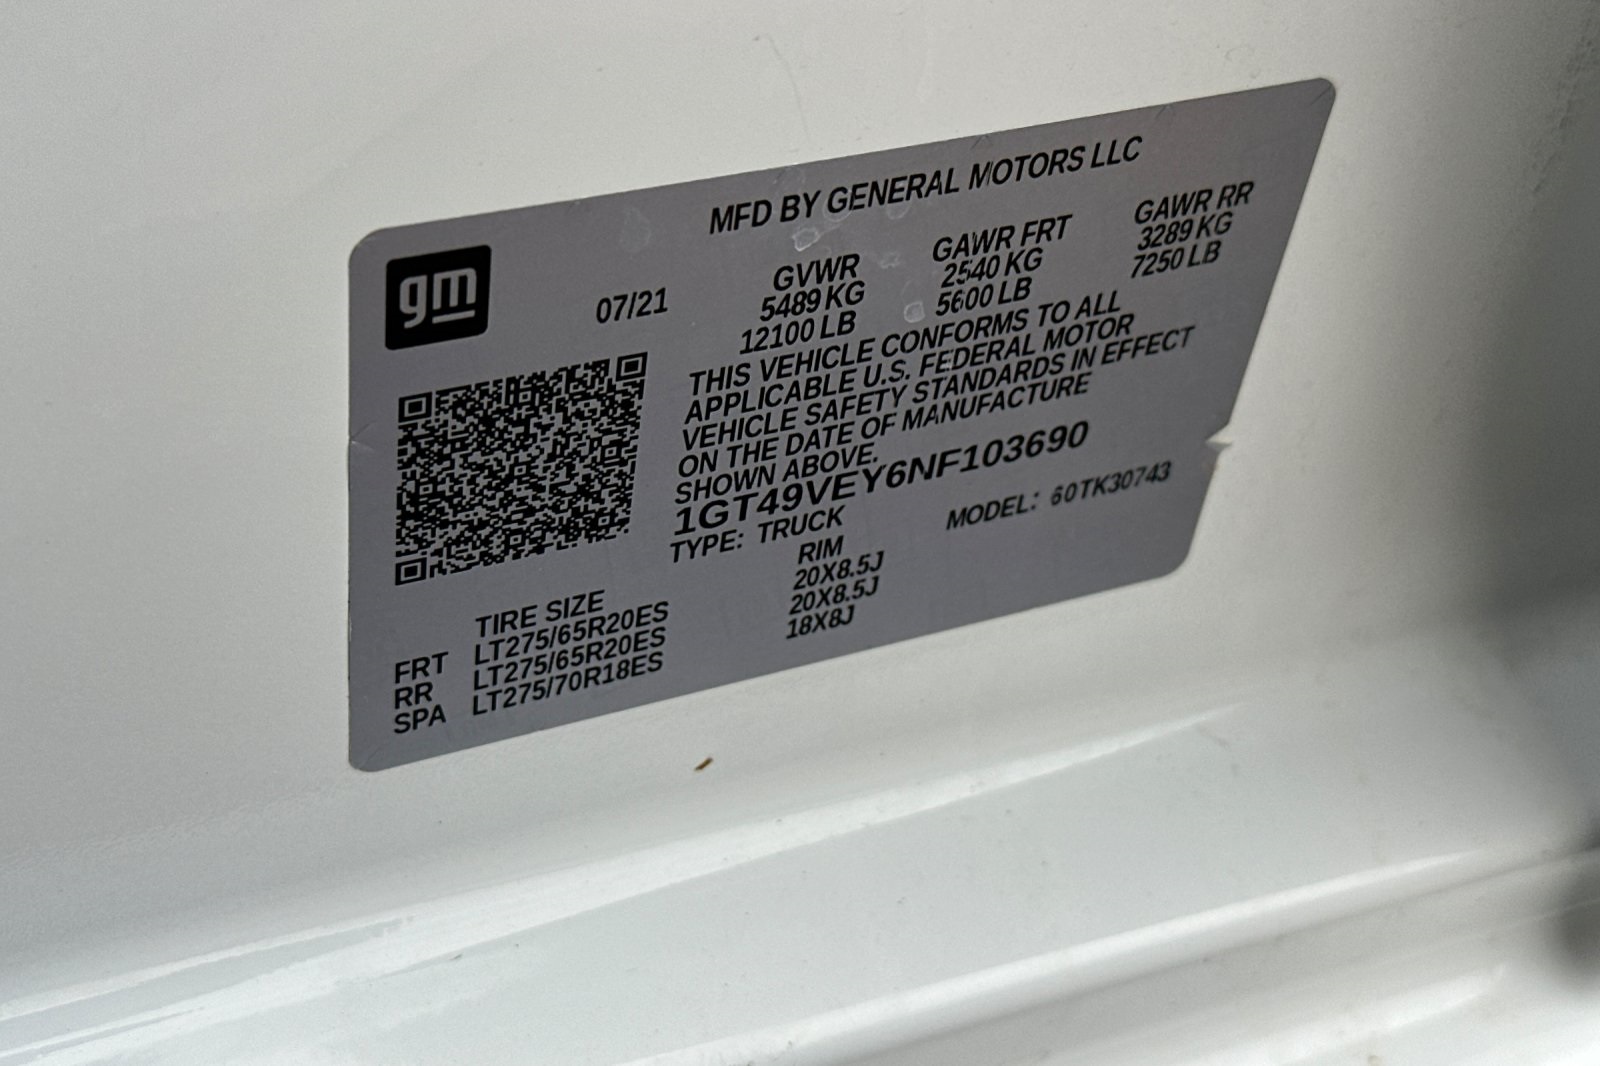 MFD BY GENERAL MOTORS LLC
gm
07/21
GVWR GAWR FRT GAWR RR
5489 KG 2540 KG 3289 KG
12100 LB 5600 LB 7250 LB
THIS VEHICLE CONFORMS TO ALL
APPLICABLE U.S. FEDERAL MOTOR
VEHICLE SAFETY STANDARDS IN EFFECT
ON THE DATE OF MANUFACTURE
SHOWN ABOVE.
1GT49VEY6NF103690
TYPE: TRUCK MODEL: 60TK30743
TIRE SIZE RIM
FRT LT275/65R20ES 20X8.5J
RR LT275/65R20ES 20X8.5J
SPA LT275/70R18ES 18X8J